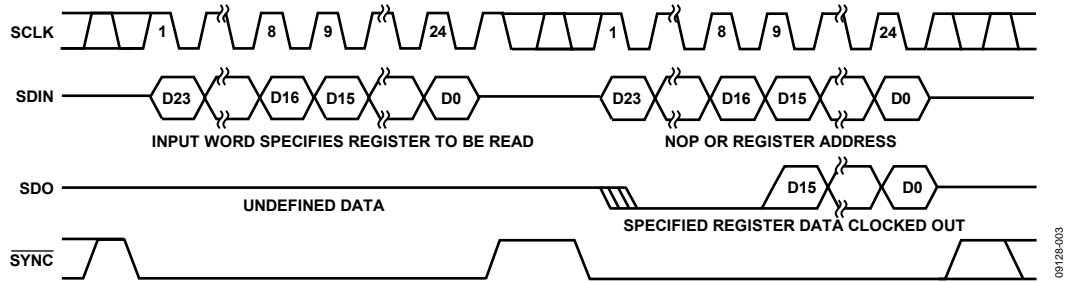 SCLK 1 8 9 24 1 8 9 24
SDIN D23 D16 D15 D0 D23 D16 D15 D0
INPUT WORD SPECIFIES REGISTER TO BE READ NOP OR REGISTER ADDRESS
SDO D15 D0
UNDEFINED DATA SPECIFIED REGISTER DATA CLOCKED OUT
SYNC
09128-003